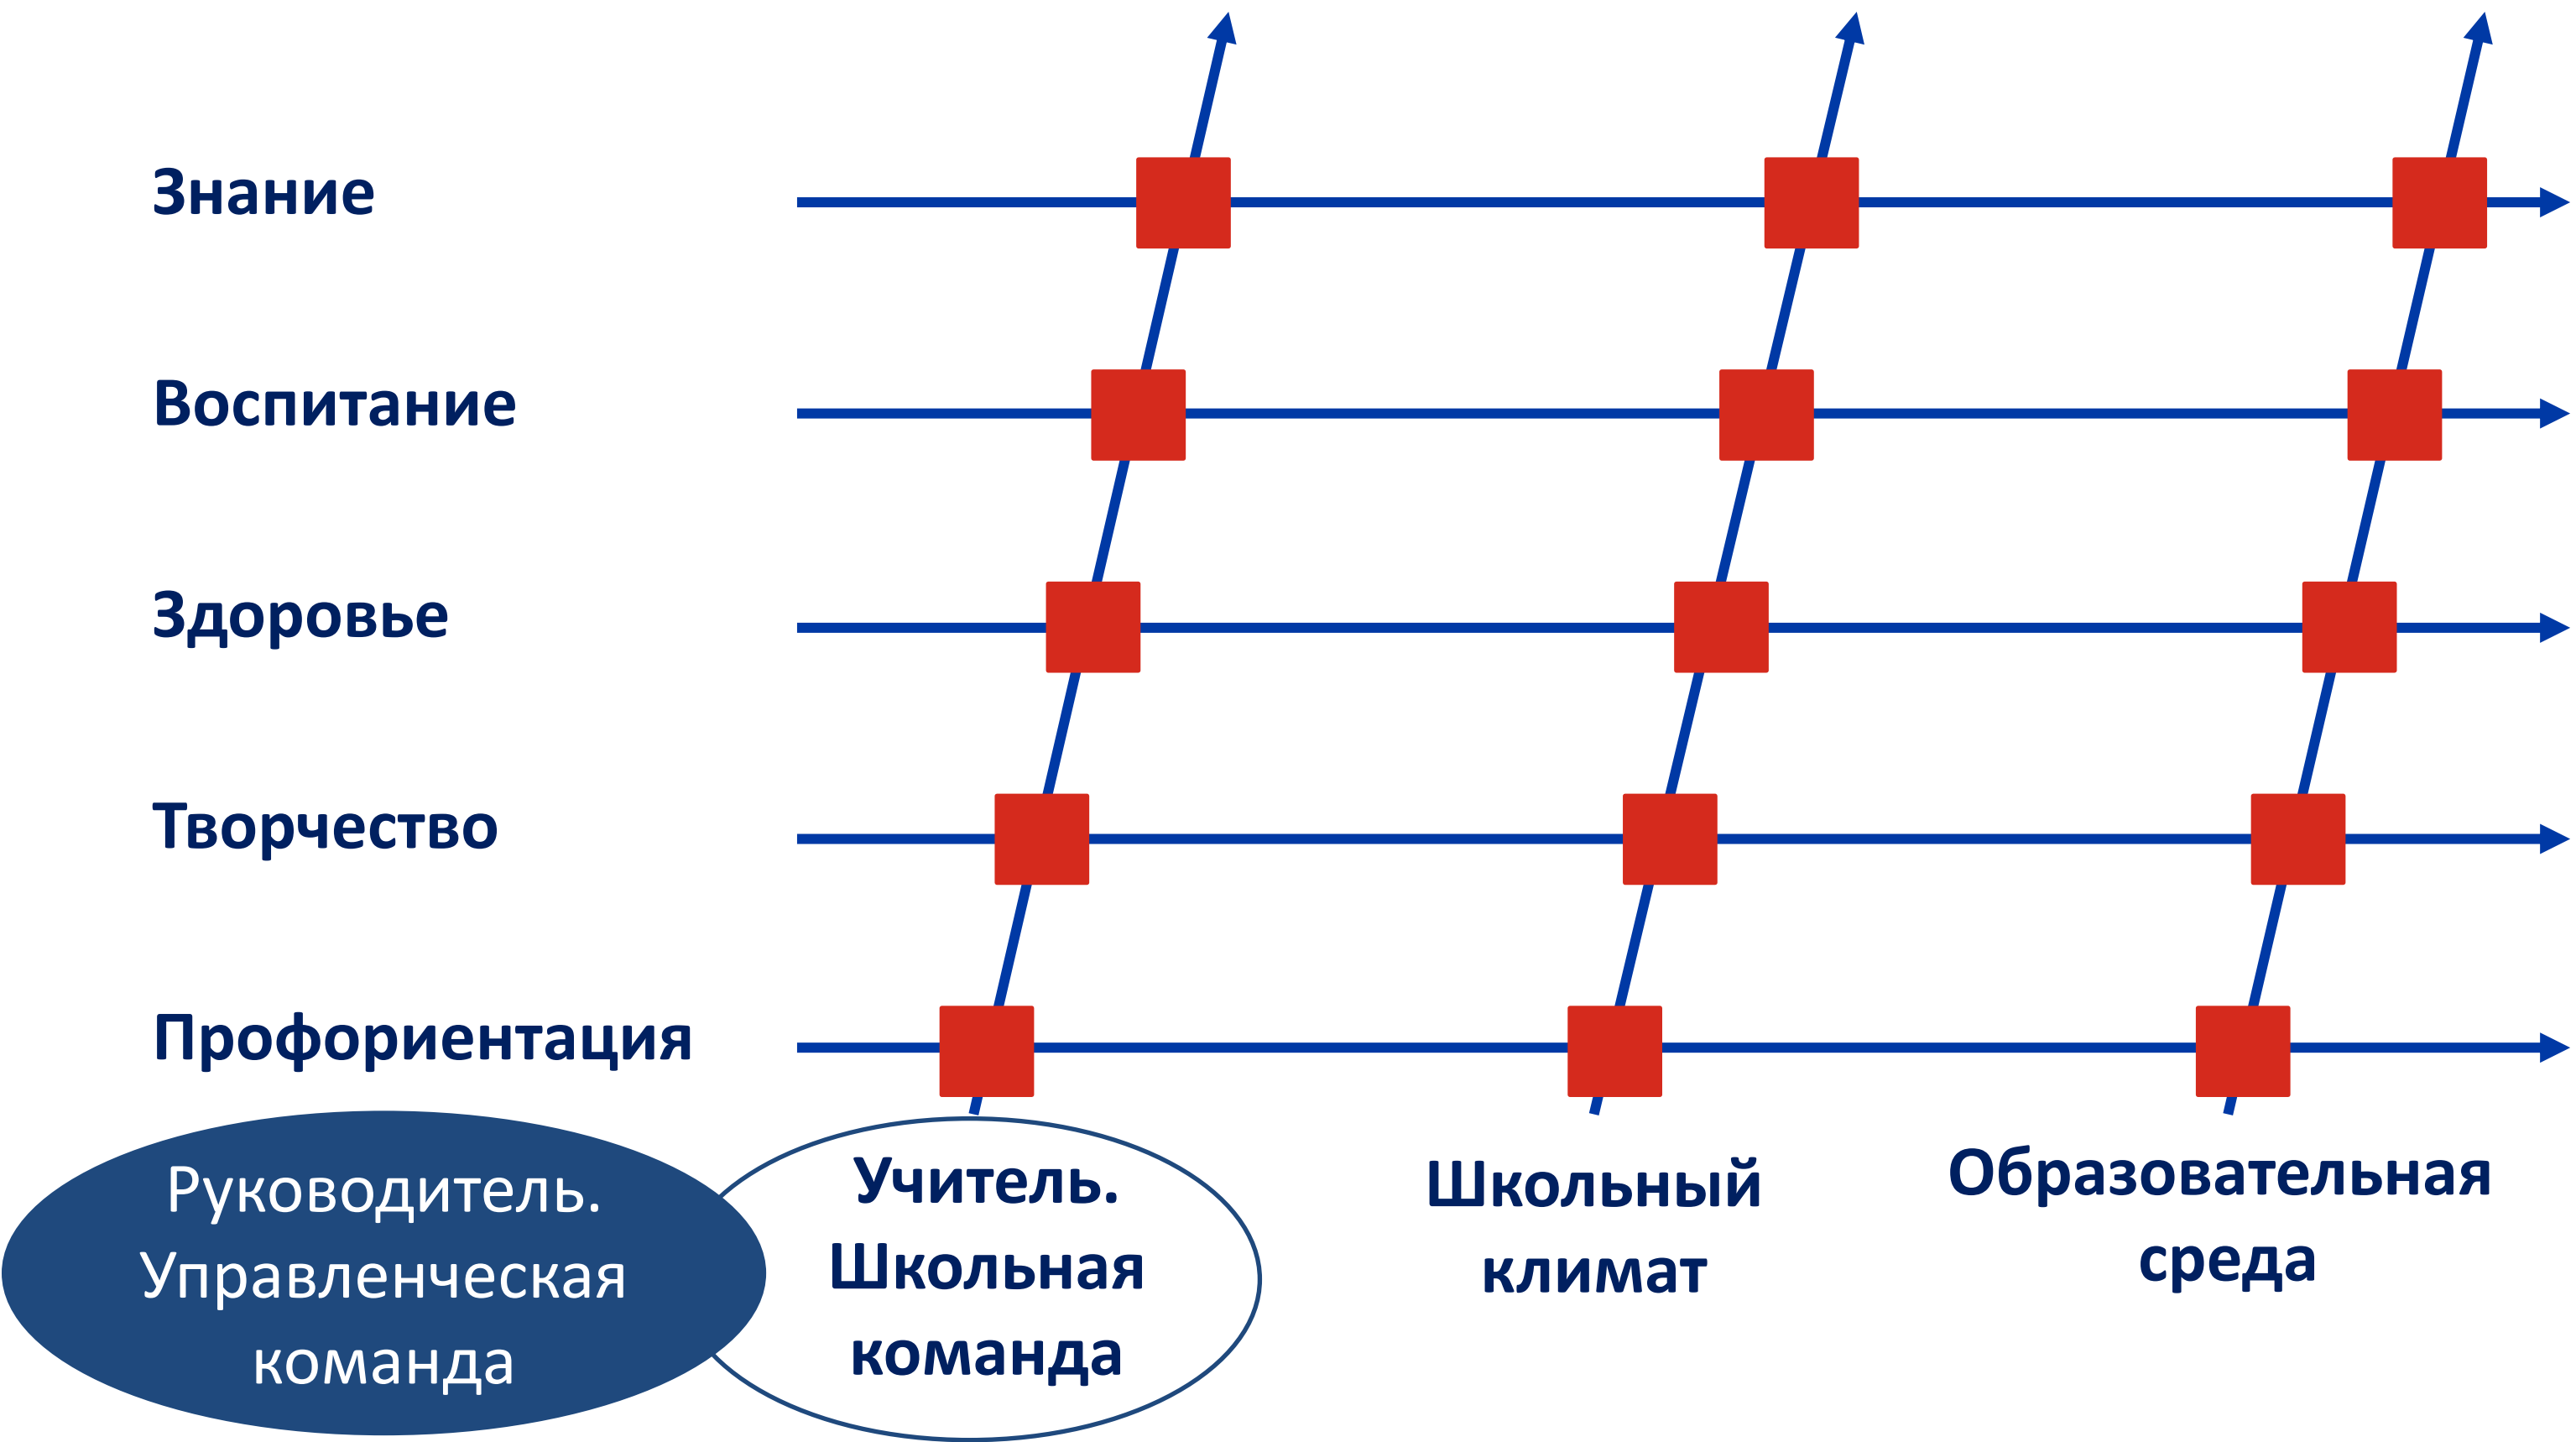 Знание
Воспитание
Здоровье
Творчество
Профориентация
Руководитель.
Управленческая
команда
Учитель.
Школьная
команда
Школьный
климат
Образовательная
среда